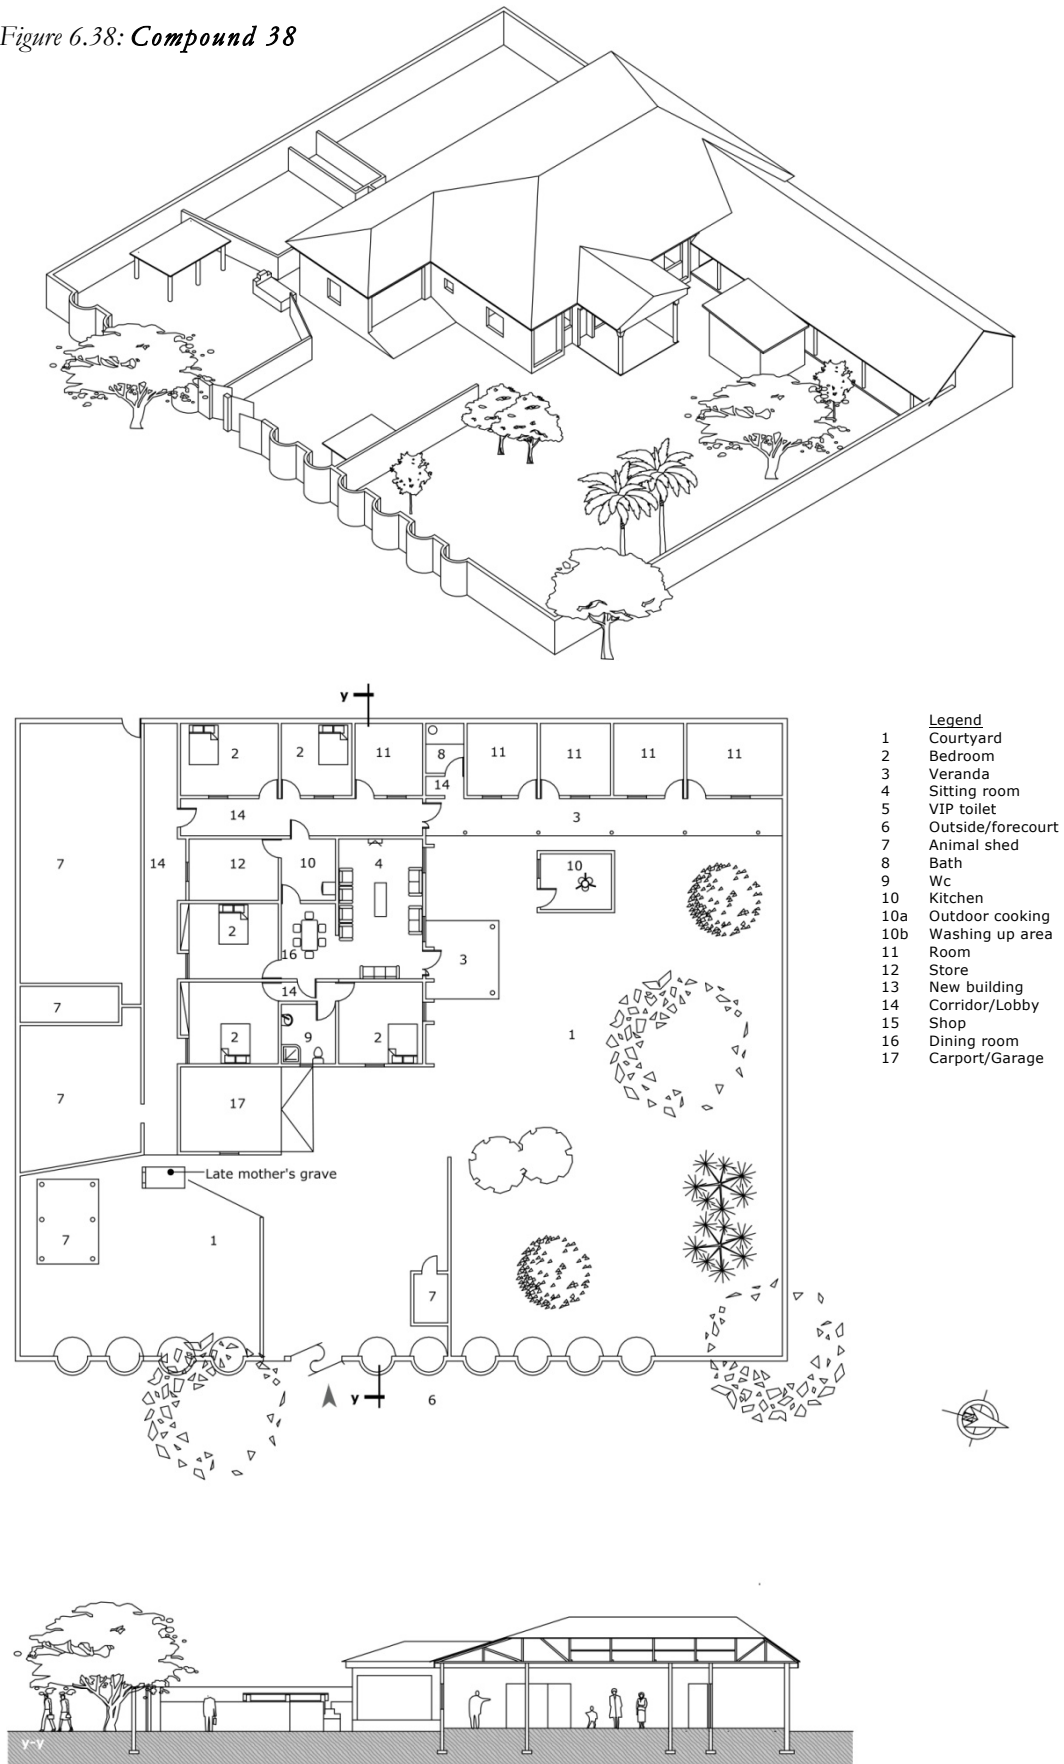 Figure 6.38: Compound 38
y
2
2
11
8
11
11
11
11
14
14
3
7
14
12
10
4
10
2
16
3
7
14
2
9
2
1
7
17
Late mother's grave
7
1
7
y
6
Legend
1 Courtyard
2 Bedroom
3 Veranda
4 Sitting room
5 VIP toilet
6 Outside/forecourt
7 Animal shed
8 Bath
9 Wc
10 Kitchen
10a Outdoor cooking
10b Washing up area
11 Room
12 Store
13 New building
14 Corridor/Lobby
15 Shop
16 Dining room
17 Carport/Garage
y-y